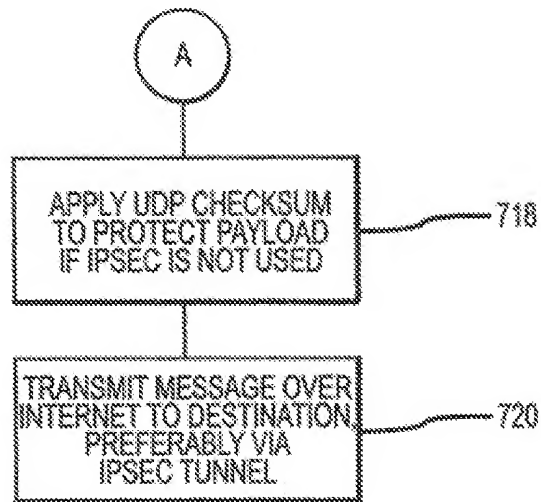 A
APPLY UDP CHECKSUM
TO PROTECT PAYLOAD
IF IPSEC IS NOT USED
718
TRANSMIT MESSAGE OVER
INTERNET TO DESTINATION,
PREFERABLY VIA
IPSEC TUNNEL
720